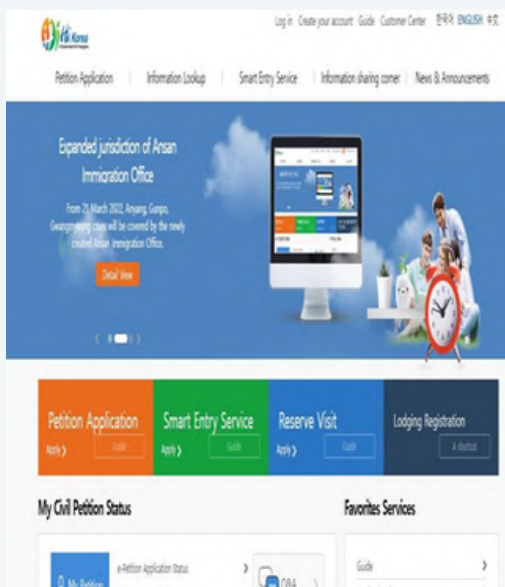 Log in Create your account Guide Customer Center 한국어 ENGLISH 中文
Hi Korea
Petition Application Information Lookup Smart Entry Service Information sharing corner News & Announcements
Expanded jurisdiction of Ansan
Immigration Office
From 21 March 2022, Anyang, Gunpo,
cities will be covered by the newly
created Ansan Immigration Office.
Detail View
Petition Application Smart Entry Service Reserve Visit Lodging Registration
Apply > Guide Apply > Guide Apply > Guide A shortcut
My Civil Petition Status Favorites Services
My Petition e-Petition Application Status > Q&A > Guide >